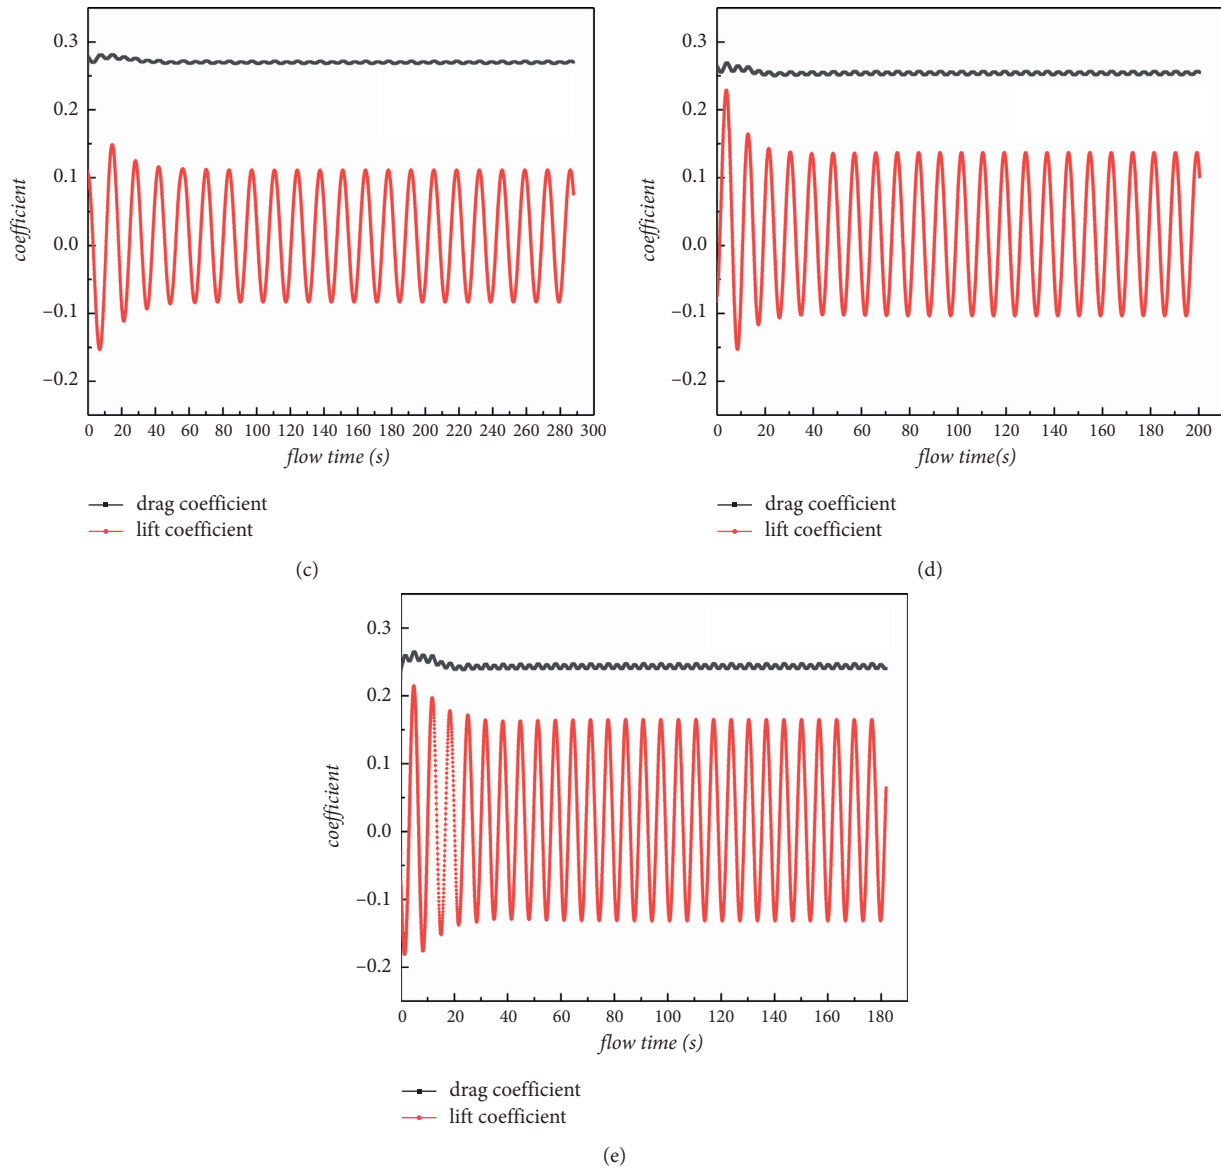 0.3
0.2
0.1
0.0
−0.1
−0.2
coefficient
0 20 40 60 80 100 120 140 160 180 200 220 240 260 280 300
flow time (s)
drag coefficient
lift coefficient
(c)
0.3
0.2
0.1
0.0
−0.1
−0.2
coefficient
0 20 40 60 80 100 120 140 160 180 200
flow time(s)
drag coefficient
lift coefficient
(d)
0.3
0.2
0.1
0.0
−0.1
−0.2
coefficient
0 20 40 60 80 100 120 140 160 180
flow time (s)
drag coefficient
lift coefficient
(e)